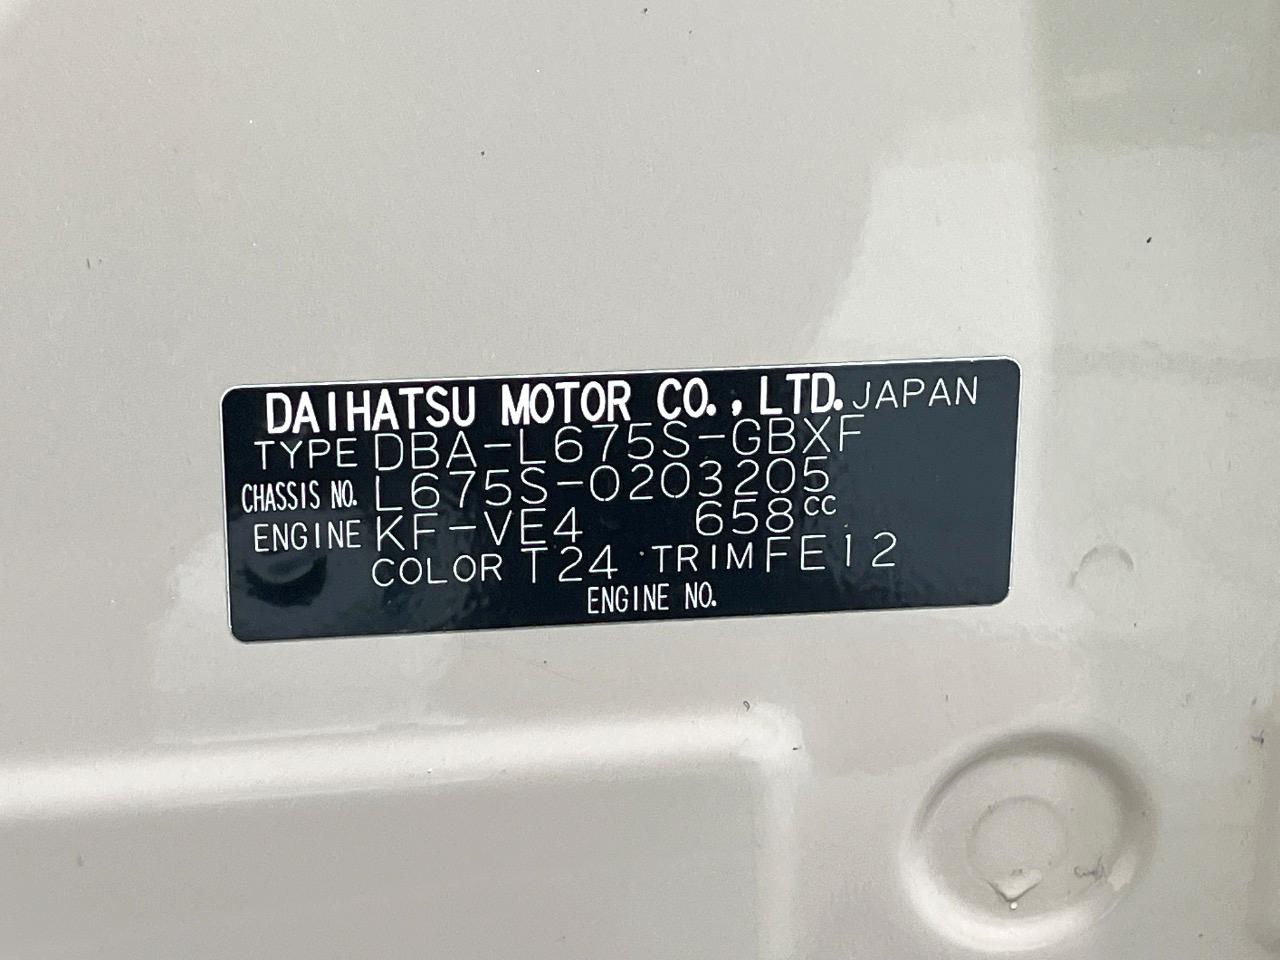 DAIHATSU MOTOR CO., LTD. JAPAN
TYPE DBA-L675S-GBXF
CHASSIS NO. L675S-0203205
ENGINE KF-VE4 658cc
COLOR T24 TRIM FE12
ENGINE NO.